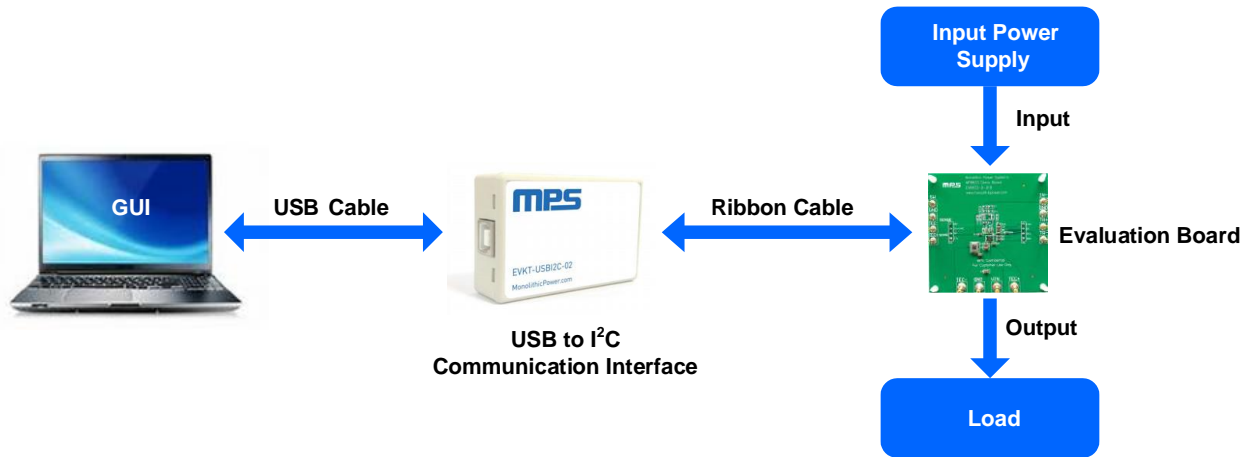 Input Power
Supply
Input
GUI
USB Cable
MPS
EVKT-USBI2C-02
MonolithicPower.com
Ribbon Cable
MPS
Evaluation Board
USB to I²C
Communication Interface
Output
Load